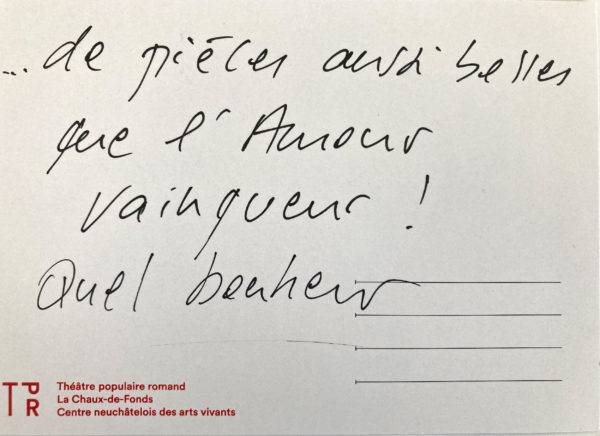 ... de pièces aussi belles
que l'Amour
vainqueur !
Quel bonheur
TPR
Théâtre populaire romand
La Chaux-de-Fonds
Centre neuchâtelois des arts vivants